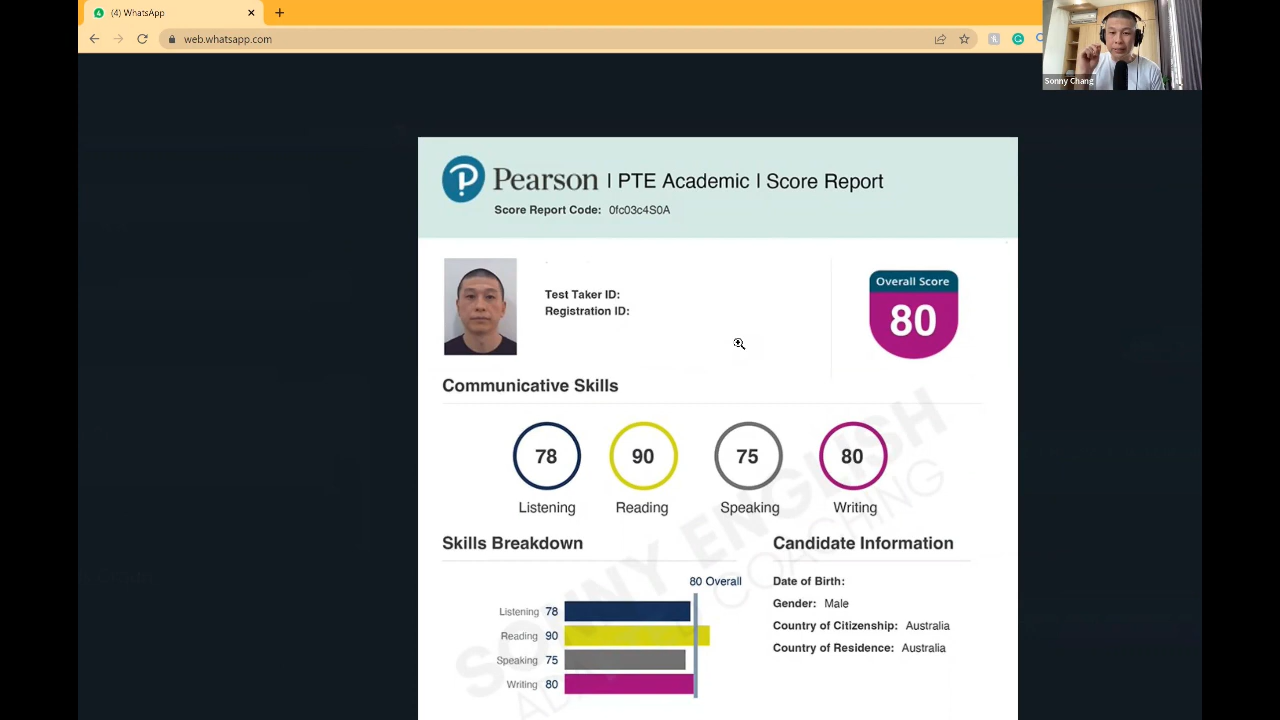 (4) WhatsApp
web.whatsapp.com
Sonny Chang
Pearson | PTE Academic | Score Report
Score Report Code: 0fc03c4S0A
Test Taker ID:
Registration ID:
Overall Score
80
Communicative Skills
78 90 75 80
Listening Reading Speaking Writing
Skills Breakdown
80 Overall
Listening 78
Reading 90
Speaking 75
Writing 80
Candidate Information
Date of Birth:
Gender: Male
Country of Citizenship: Australia
Country of Residence: Australia
SONNY ENGLISH
COACHING